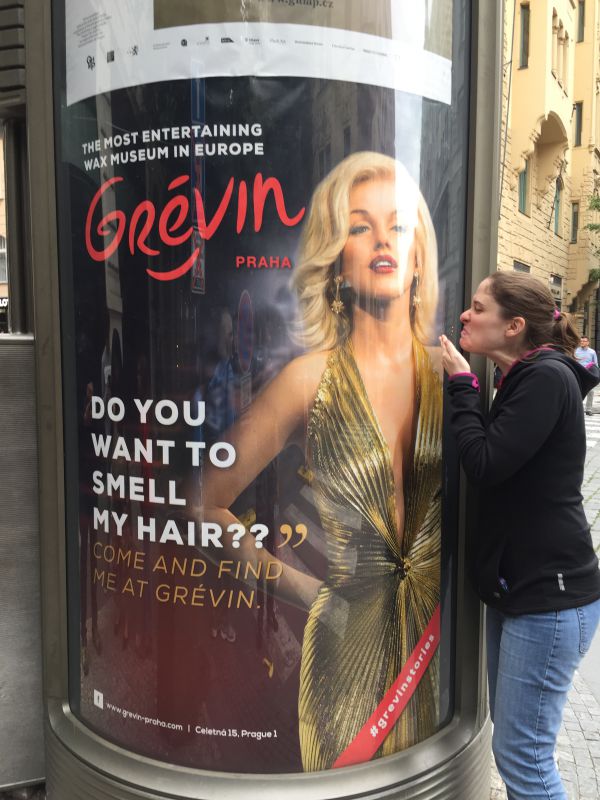 THE MOST ENTERTAINING
WAX MUSEUM IN EUROPE
GRévin
PRAHA
DO YOU
WANT TO
SMELL
MY HAIR??”
COME AND FIND
ME AT GRÉVIN.
#grevinstories
f www.grevin-praha.com | Celetná 15, Prague 1